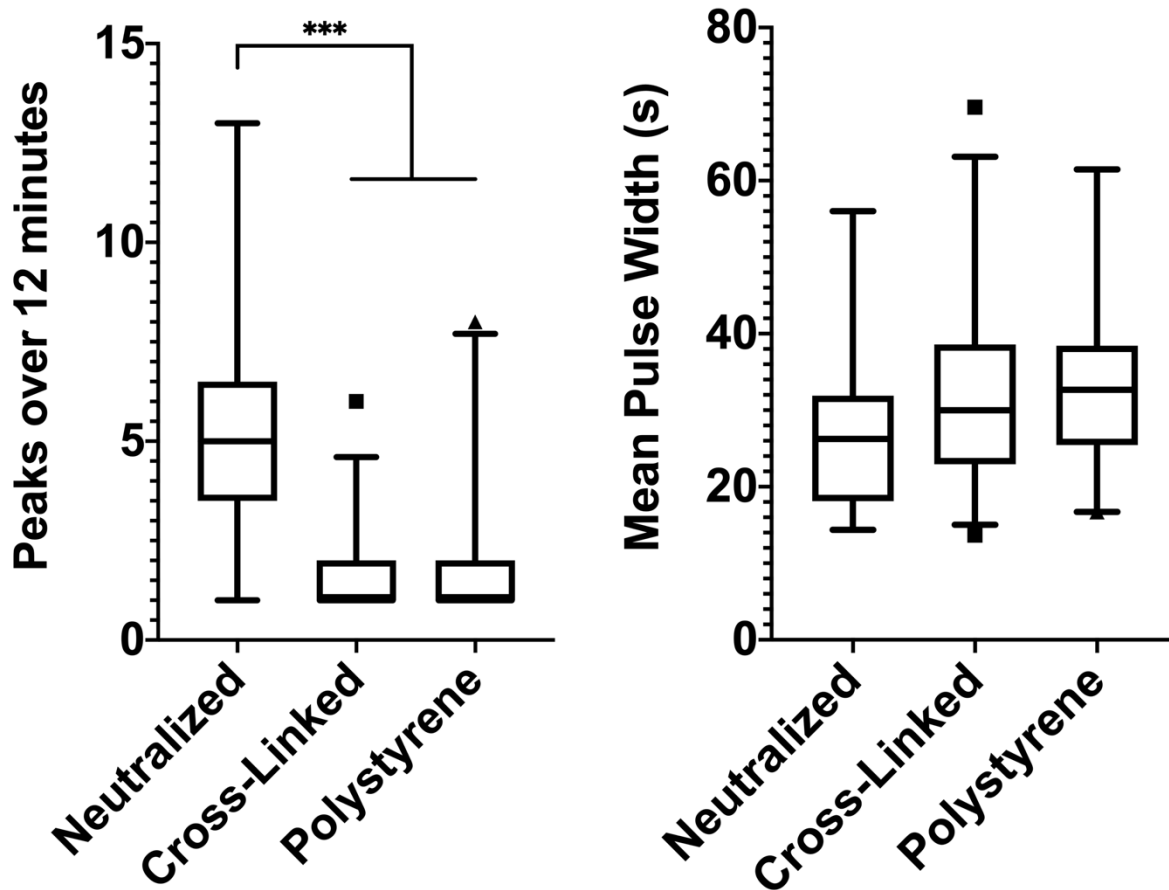 Peaks over 12 minutes
15
10
5
0
***
Neutralized
Cross-Linked
Polystyrene
Mean Pulse Width (s)
80
60
40
20
0
Neutralized
Cross-Linked
Polystyrene